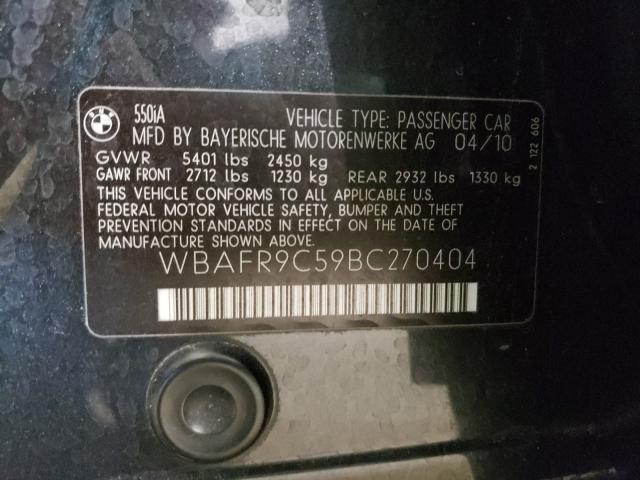 550iA VEHICLE TYPE: PASSENGER CAR
MFD BY BAYERISCHE MOTORENWERKE AG 04/10
GVWR 5401 lbs 2450 kg
GAWR FRONT 2712 lbs 1230 kg REAR 2932 lbs 1330 kg
THIS VEHICLE CONFORMS TO ALL APPLICABLE U.S.
FEDERAL MOTOR VEHICLE SAFETY, BUMPER AND THEFT
PREVENTION STANDARDS IN EFFECT ON THE DATE OF
MANUFACTURE SHOWN ABOVE.
WBAFR9C59BC270404
2 122 606
BMW